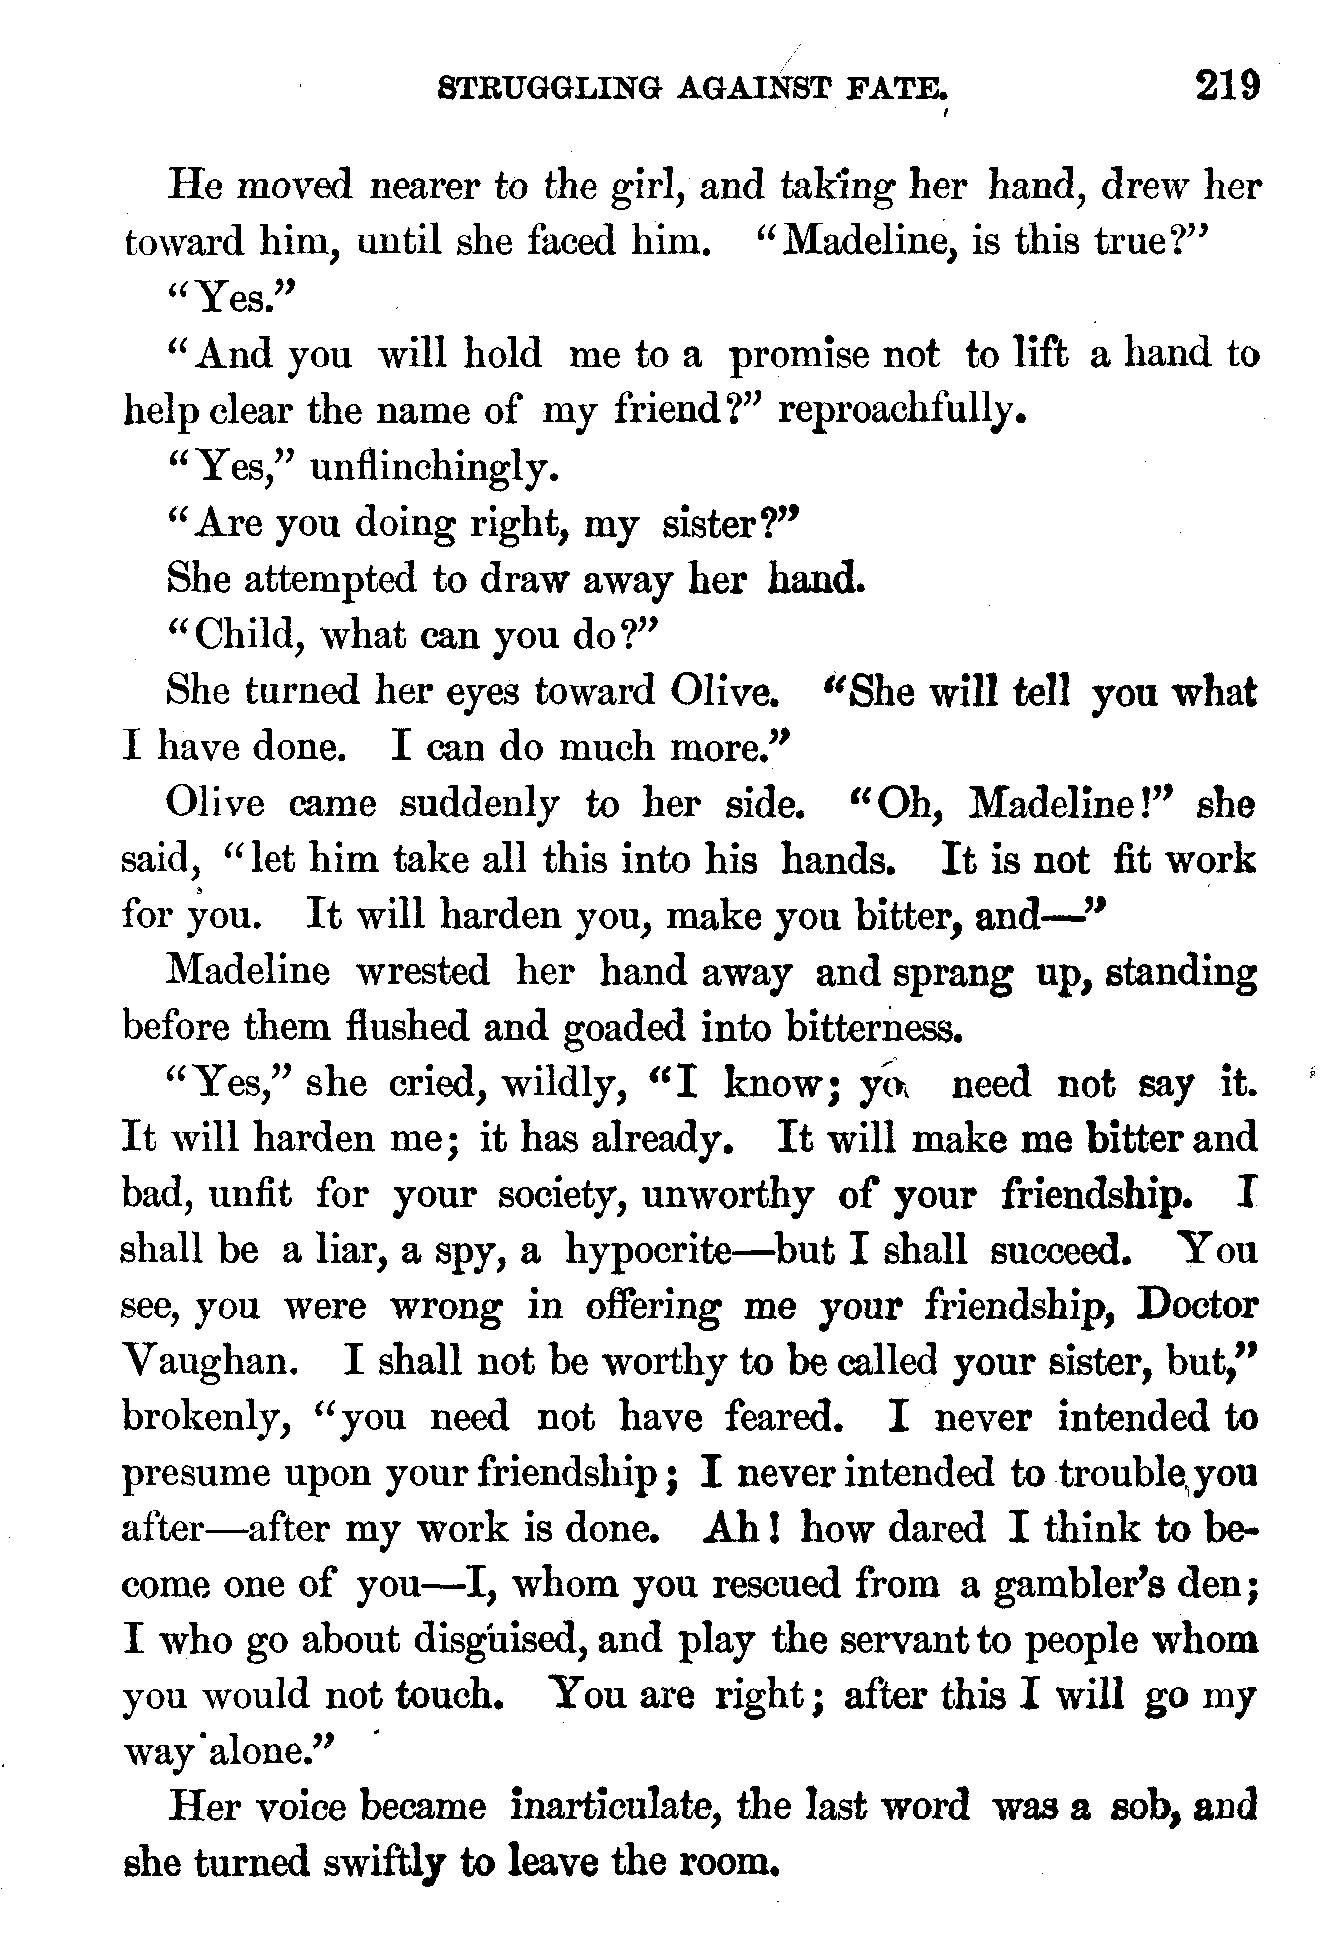 STRUGGLING AGAINST FATE. 219
He moved nearer to the girl, and taking her hand, drew her
toward him, until she faced him. "Madeline, is this true?"
"Yes."
"And you will hold me to a promise not to lift a hand to
help clear the name of my friend?" reproachfully.
"Yes," unflinchingly.
"Are you doing right, my sister?"
She attempted to draw away her hand.
"Child, what can you do?"
She turned her eyes toward Olive. "She will tell you what
I have done. I can do much more."
Olive came suddenly to her side. "Oh, Madeline!" she
said, "let him take all this into his hands. It is not fit work
for you. It will harden you, make you bitter, and—"
Madeline wrested her hand away and sprang up, standing
before them flushed and goaded into bitterness.
"Yes," she cried, wildly, "I know; yo need not say it.
It will harden me; it has already. It will make me bitter and
bad, unfit for your society, unworthy of your friendship. I
shall be a liar, a spy, a hypocrite—but I shall succeed. You
see, you were wrong in offering me your friendship, Doctor
Vaughan. I shall not be worthy to be called your sister, but,"
brokenly, "you need not have feared. I never intended to
presume upon your friendship; I never intended to trouble you
after—after my work is done. Ah! how dared I think to be-
come one of you—I, whom you rescued from a gambler's den;
I who go about disguised, and play the servant to people whom
you would not touch. You are right; after this I will go my
way alone."
Her voice became inarticulate, the last word was a sob, and
she turned swiftly to leave the room.